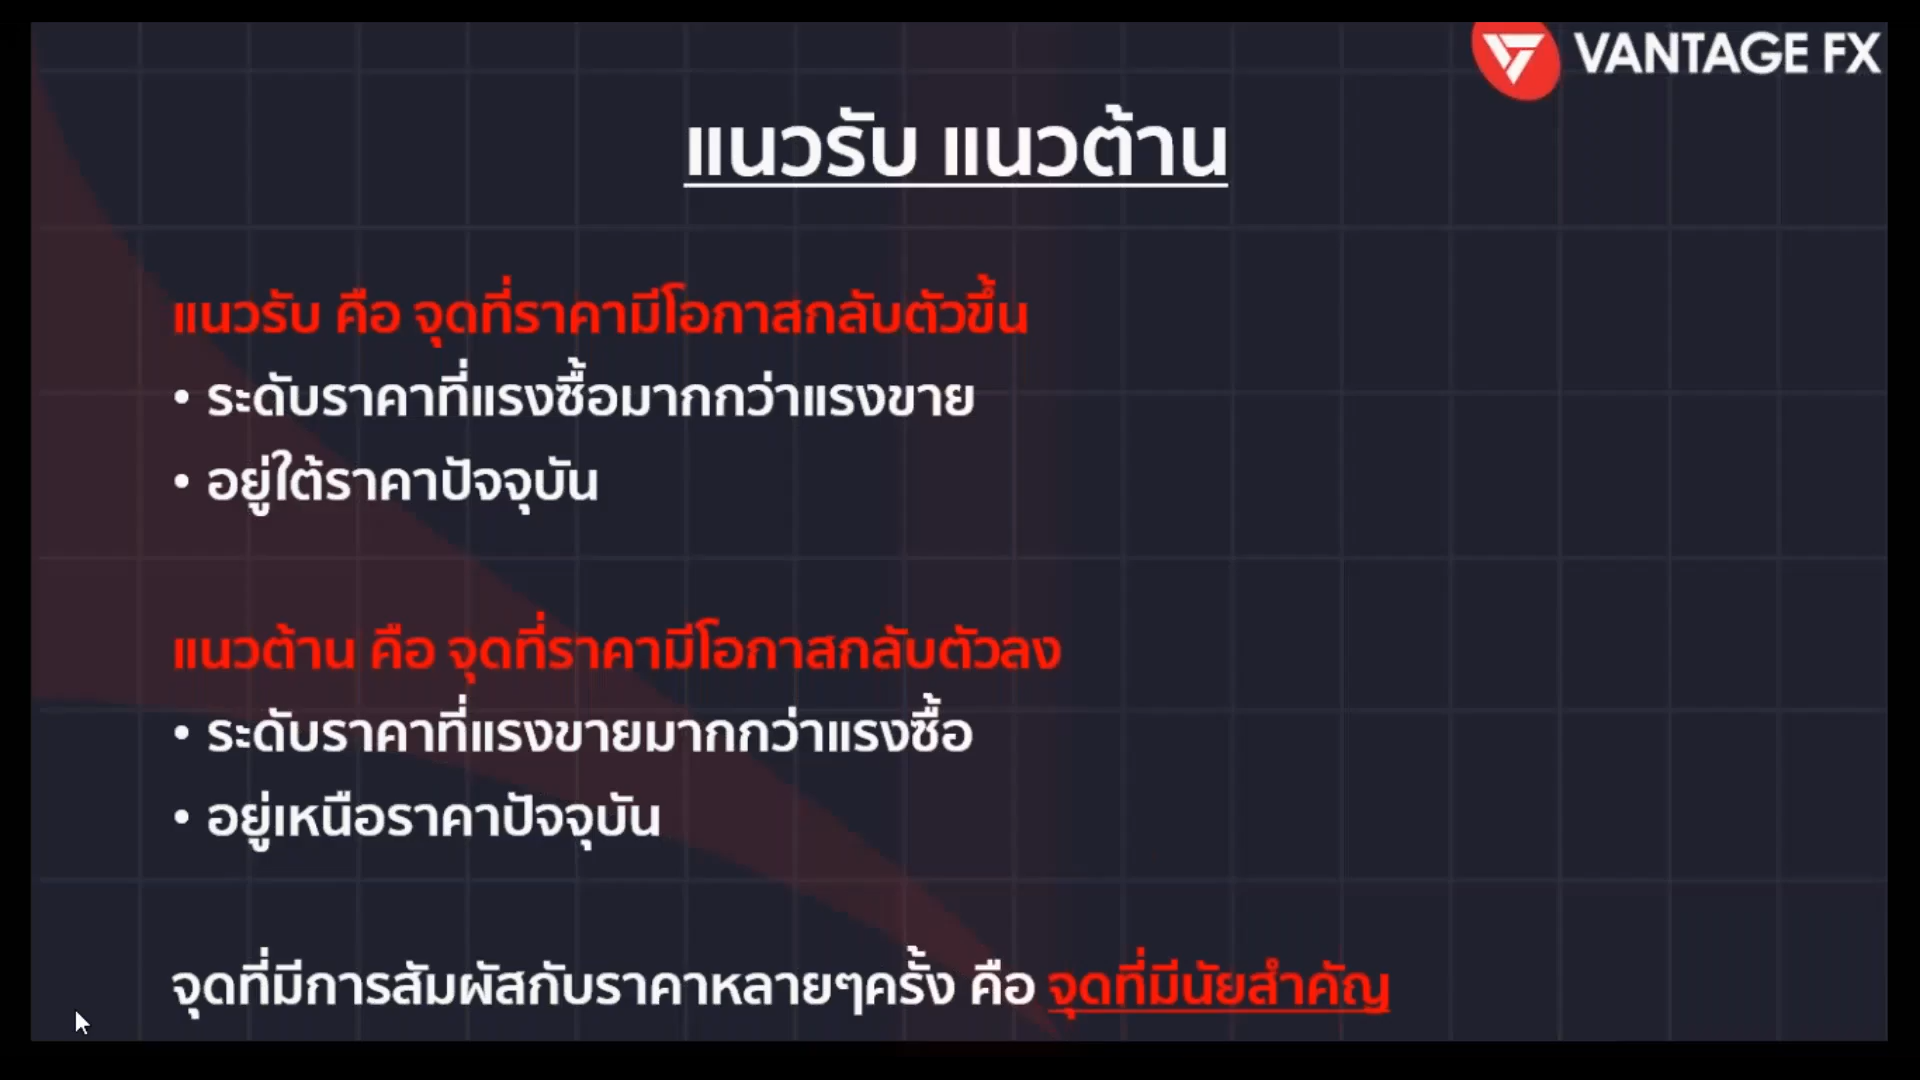 VANTAGE FX
แนวรับ แนวต้าน
แนวรับ คือ จุดที่ราคามีโอกาสกลับตัวขึ้น
• ระดับราคาที่แรงซื้อมากกว่าแรงขาย
• อยู่ใต้ราคาปัจจุบัน
แนวต้าน คือ จุดที่ราคามีโอกาสกลับตัวลง
• ระดับราคาที่แรงขายมากกว่าแรงซื้อ
• อยู่เหนือราคาปัจจุบัน
จุดที่มีการสัมผัสกับราคาหลายๆครั้ง คือ จุดที่มีนัยสำคัญ